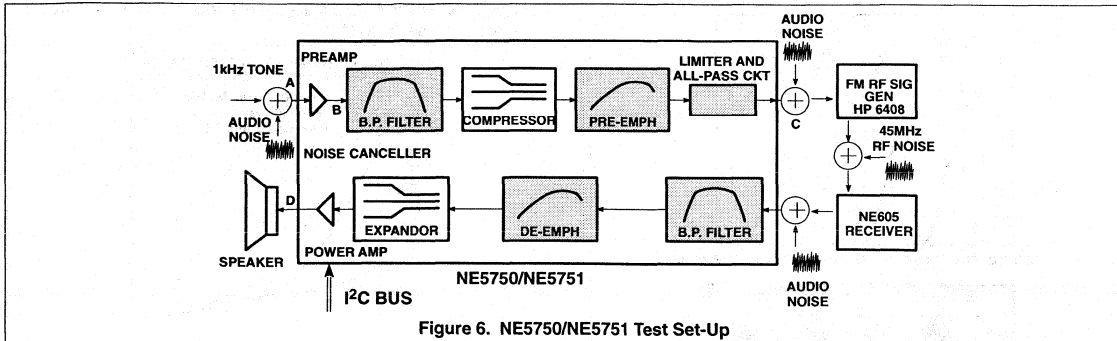 PREAMP
1kHz TONE
A
B
B.P. FILTER
COMPRESSOR
PRE-EMPH
LIMITER AND
ALL-PASS CKT
AUDIO
NOISE
C
FM RF SIG
GEN
HP 6408
AUDIO
NOISE
NOISE CANCELLER
45MHz
RF NOISE
D
SPEAKER
POWER AMP
EXPANDOR
DE-EMPH
B.P. FILTER
NE605
RECEIVER
AUDIO
NOISE
NE5750/NE5751
I²C BUS
Figure 6. NE5750/NE5751 Test Set-Up